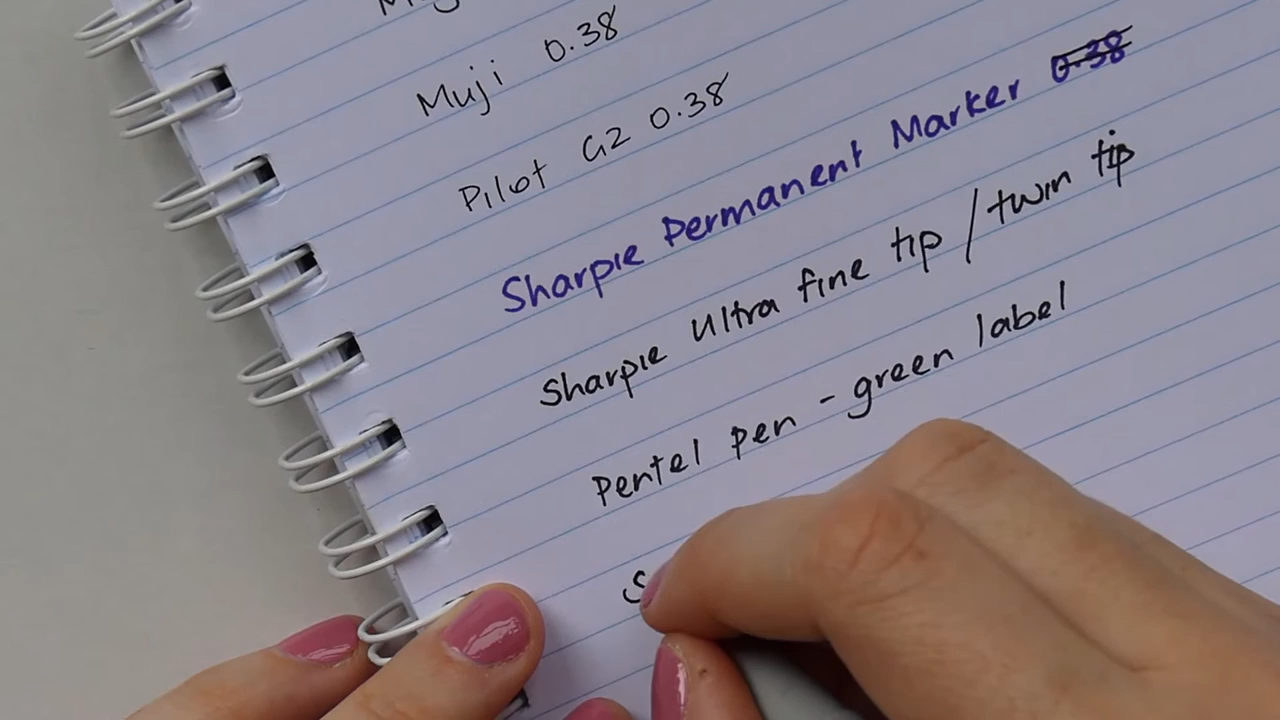 Muji 0.38
Pilot G2 0.38
Sharpie Permanent Marker 0.38
Sharpie Ultra fine tip / twin tip
Pentel pen - green label
S